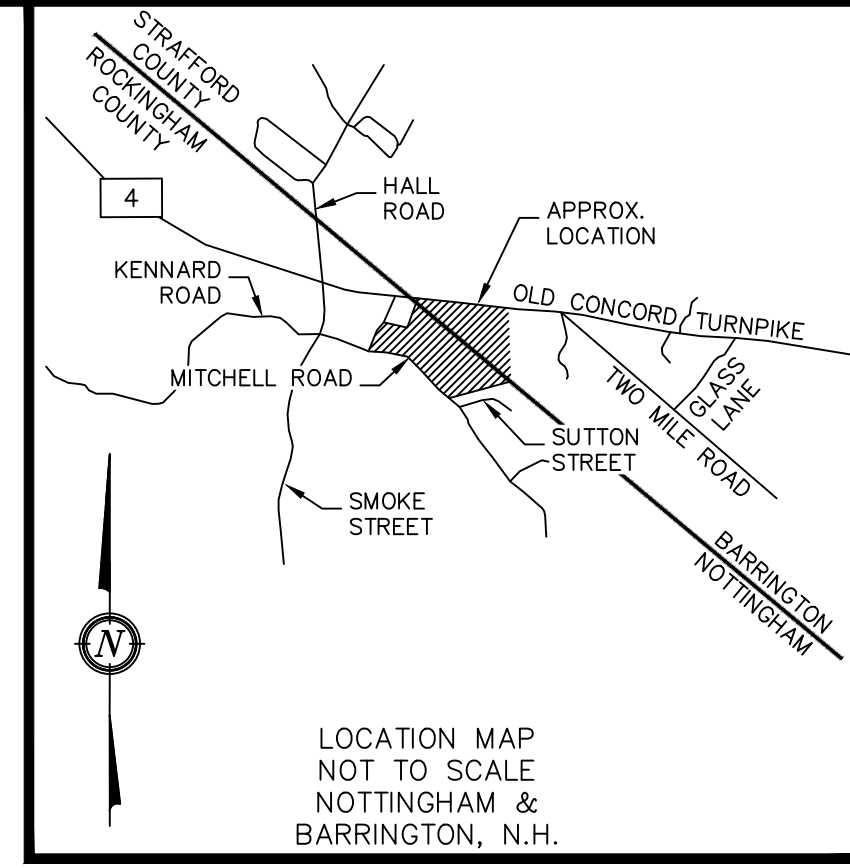 STRAFFORD
COUNTY
ROCKINGHAM
COUNTY
4
HALL
ROAD
APPROX.
LOCATION
KENNARD
ROAD
OLD CONCORD TURNPIKE
MITCHELL ROAD
TWO MILE ROAD
GLASS
LANE
SUTTON
STREET
SMOKE
STREET
BARRINGTON
NOTTINGHAM
N
LOCATION MAP
NOT TO SCALE
NOTTINGHAM &
BARRINGTON, N.H.